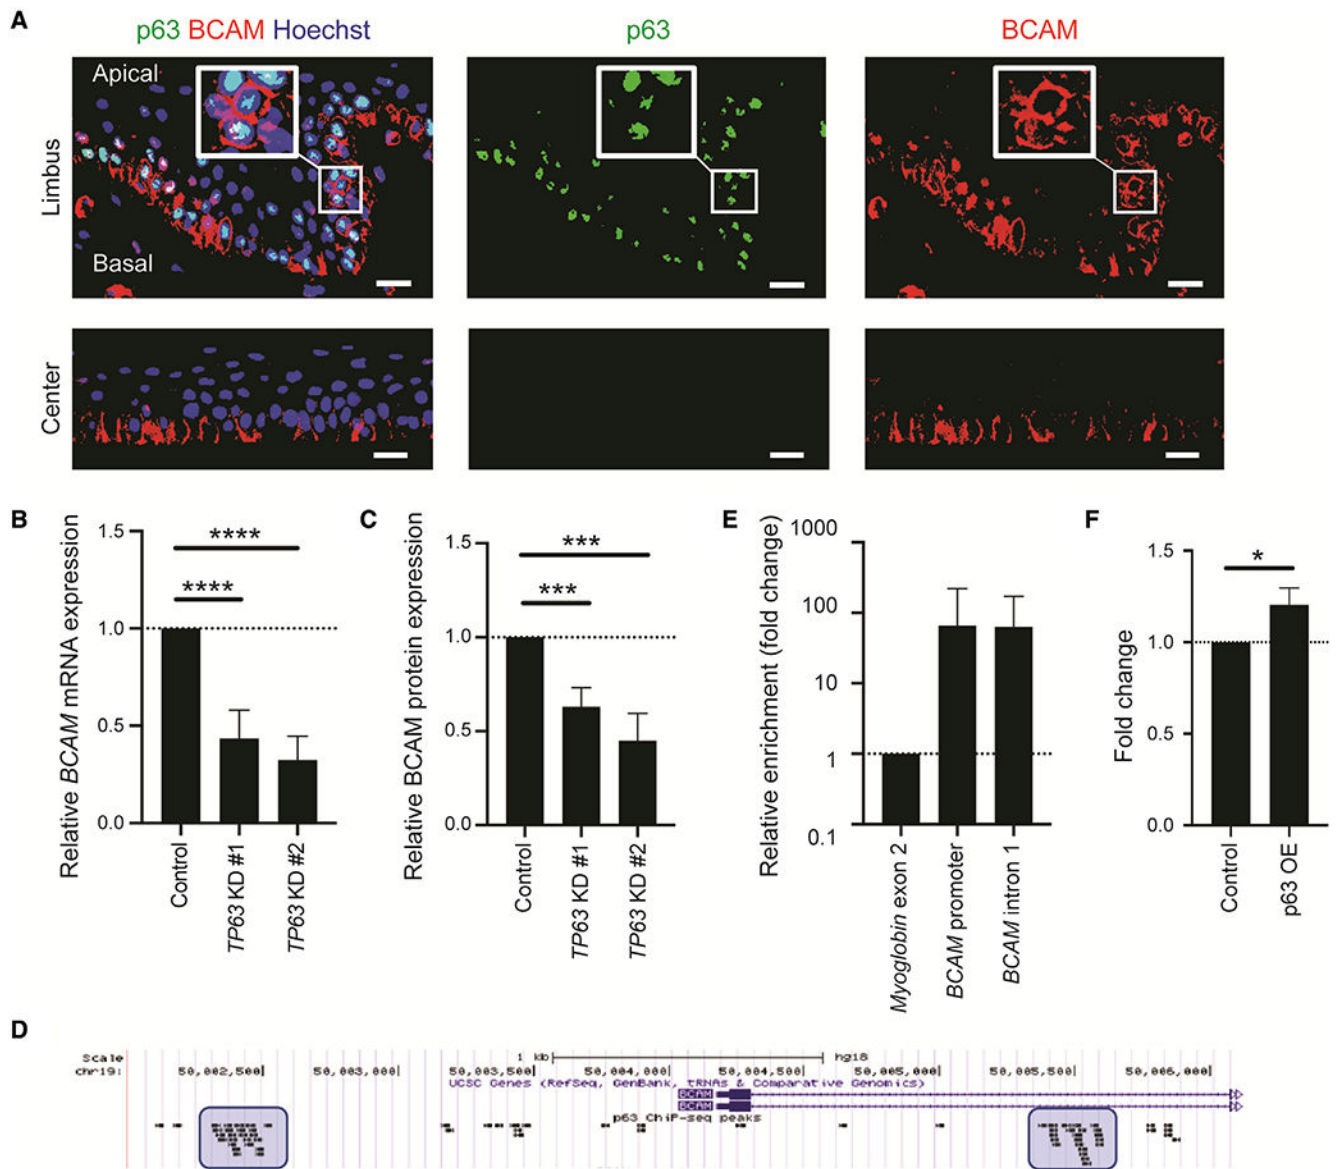 A
p63 BCAM Hoechst
p63
BCAM
Limbus
Apical
Basal
Center
B
Relative BCAM mRNA expression
1.5
1.0
0.5
0.0
****
****
Control
TP63 KD #1
TP63 KD #2
C
Relative BCAM protein expression
1.5
1.0
0.5
0.0
***
***
Control
TP63 KD #1
TP63 KD #2
E
Relative enrichment (fold change)
1000
100
10
1
0.1
Myoglobin exon 2
BCAM promoter
BCAM intron 1
F
Fold change
1.5
1.0
0.5
0.0
*
Control
p63 OE
D
Scale 1 kb hg18
chr19: 50,002,500 50,003,000 50,003,500 50,004,000 50,004,500 50,005,000 50,005,500 50,006,000
UCSC Genes (RefSeq, GenBank, tRNAs & Comparative Genomics)
BCAM
BCAM
p63 ChiP-seq peaks